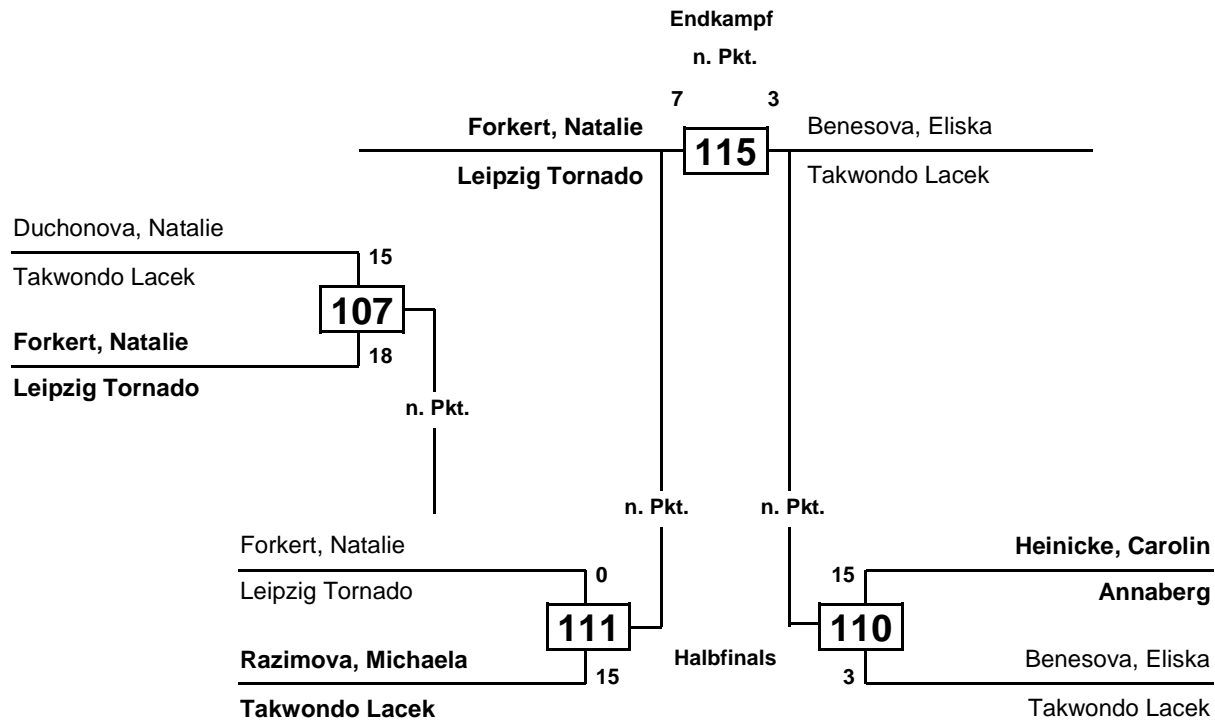 Endkampf
n. Pkt.
7 3
Forkert, Natalie 115 Benesova, Eliska
Leipzig Tornado Takwondo Lacek
Duchonova, Natalie
15
Takwondo Lacek
107
Forkert, Natalie
18
Leipzig Tornado
n. Pkt.
n. Pkt. n. Pkt.
Forkert, Natalie Heinicke, Carolin
0 15
Leipzig Tornado Annaberg
111 110
Razimova, Michaela Halbfinals Benesova, Eliska
15 3
Takwondo Lacek Takwondo Lacek